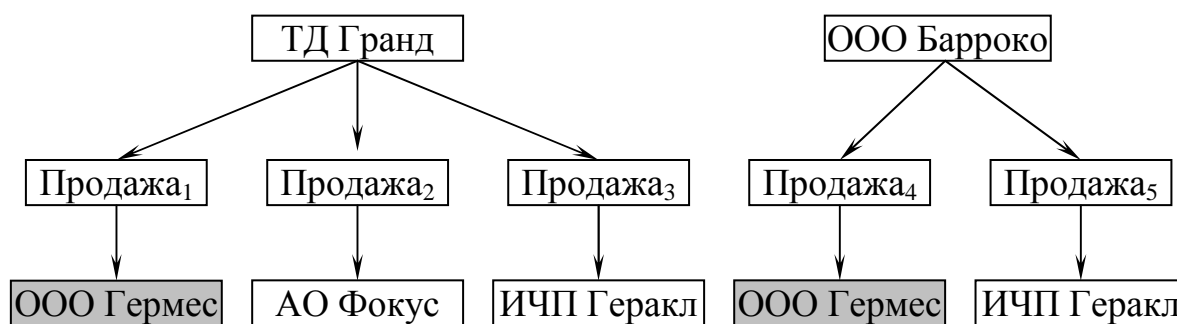 ТД Гранд ООО Барроко
Продажа₁ Продажа₂ Продажа₃ Продажа₄ Продажа₅
ООО Гермес АО Фокус ИЧП Геракл ООО Гермес ИЧП Геракл